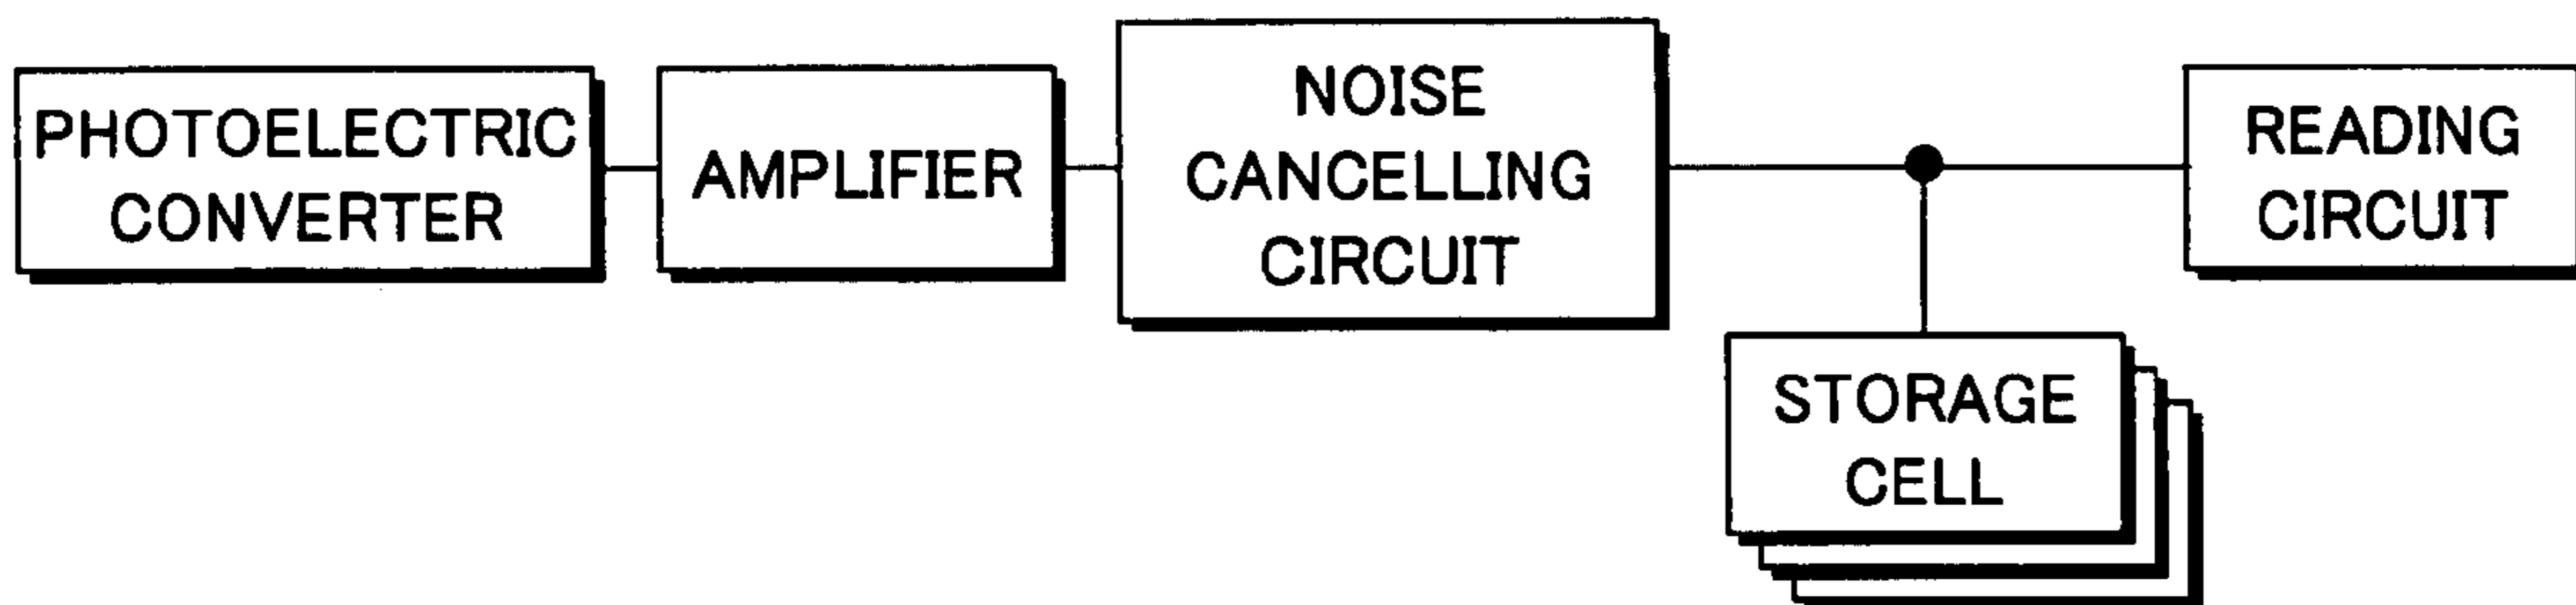 PHOTOELECTRIC
CONVERTER
AMPLIFIER
NOISE
CANCELLING
CIRCUIT
READING
CIRCUIT
STORAGE
CELL